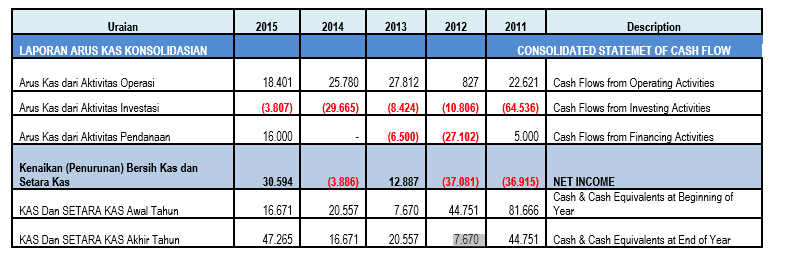 Uraian 2015 2014 2013 2012 2011 Description
LAPORAN ARUS KAS KONSOLIDASIAN CONSOLIDATED STATEMET OF CASH FLOW
Arus Kas dari Aktivitas Operasi 18.401 25.780 27.812 827 22.621 Cash Flows from Operating Activities
Arus Kas dari Aktivitas Investasi (3.807) (29.665) (8.424) (10.806) (64.536) Cash Flows from Investing Activities
Arus Kas dari Aktivitas Pendanaan 16.000 - (6.500) (27.102) 5.000 Cash Flows from Financing Activities
Kenaikan (Penurunan) Bersih Kas dan
Setara Kas 30.594 (3.886) 12.887 (37.081) (36.915) NET INCOME
Cash & Cash Equivalents at Beginning of
KAS Dan SETARA KAS Awal Tahun 16.671 20.557 7.670 44.751 81.666 Year
KAS Dan SETARA KAS Akhir Tahun 47.265 16.671 20.557 7.670 44.751 Cash & Cash Equivalents at End of Year